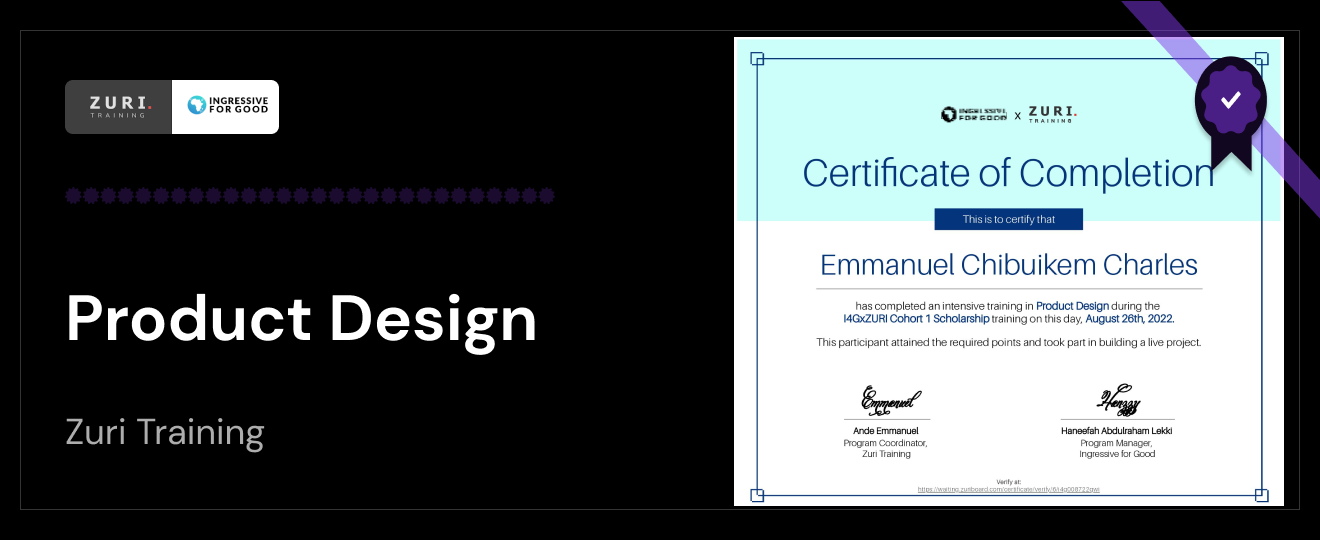 ZURI.
TRAINING
INGRESSIVE
FOR GOOD
Product Design
Zuri Training
INGRESSIVE
FOR GOOD
X
ZURI.
TRAINING
Certificate of Completion
This is to certify that
Emmanuel Chibuikem Charles
has completed an intensive training in Product Design during the
I4GxZURI Cohort 1 Scholarship training on this day, August 26th, 2022.
This participant attained the required points and took part in building a live project.
Emmanuel
Ande Emmanuel
Program Coordinator,
Zuri Training
Haneefah Abdulraham Lekki
Program Manager,
Ingressive for Good
Verify at: